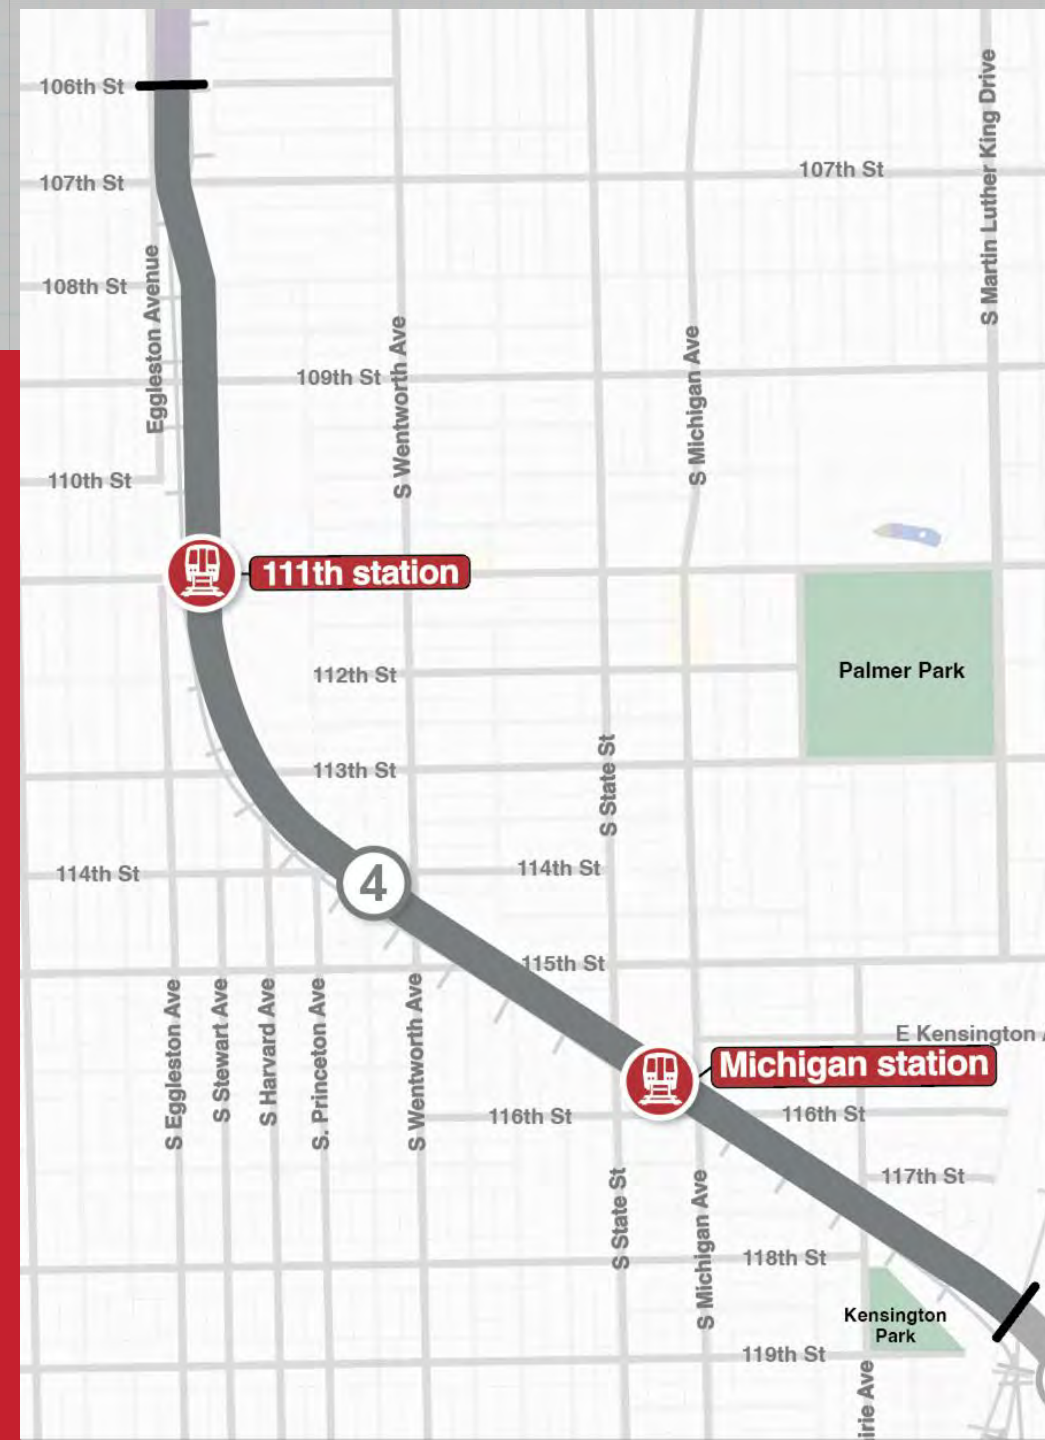 106th St
107th St
107th St
S Martin Luther King Drive
Eggleston Avenue
108th St
S Wentworth Ave
S Michigan Ave
109th St
110th St
111th station
112th St
Palmer Park
113th St
S State St
114th St
4
114th St
115th St
S Eggleston Ave
S Stewart Ave
S Harvard Ave
S. Princeton Ave
S Wentworth Ave
E Kensington
Michigan station
116th St
116th St
117th St
S State St
S Michigan Ave
118th St
Kensington
Park
119th St
Ave